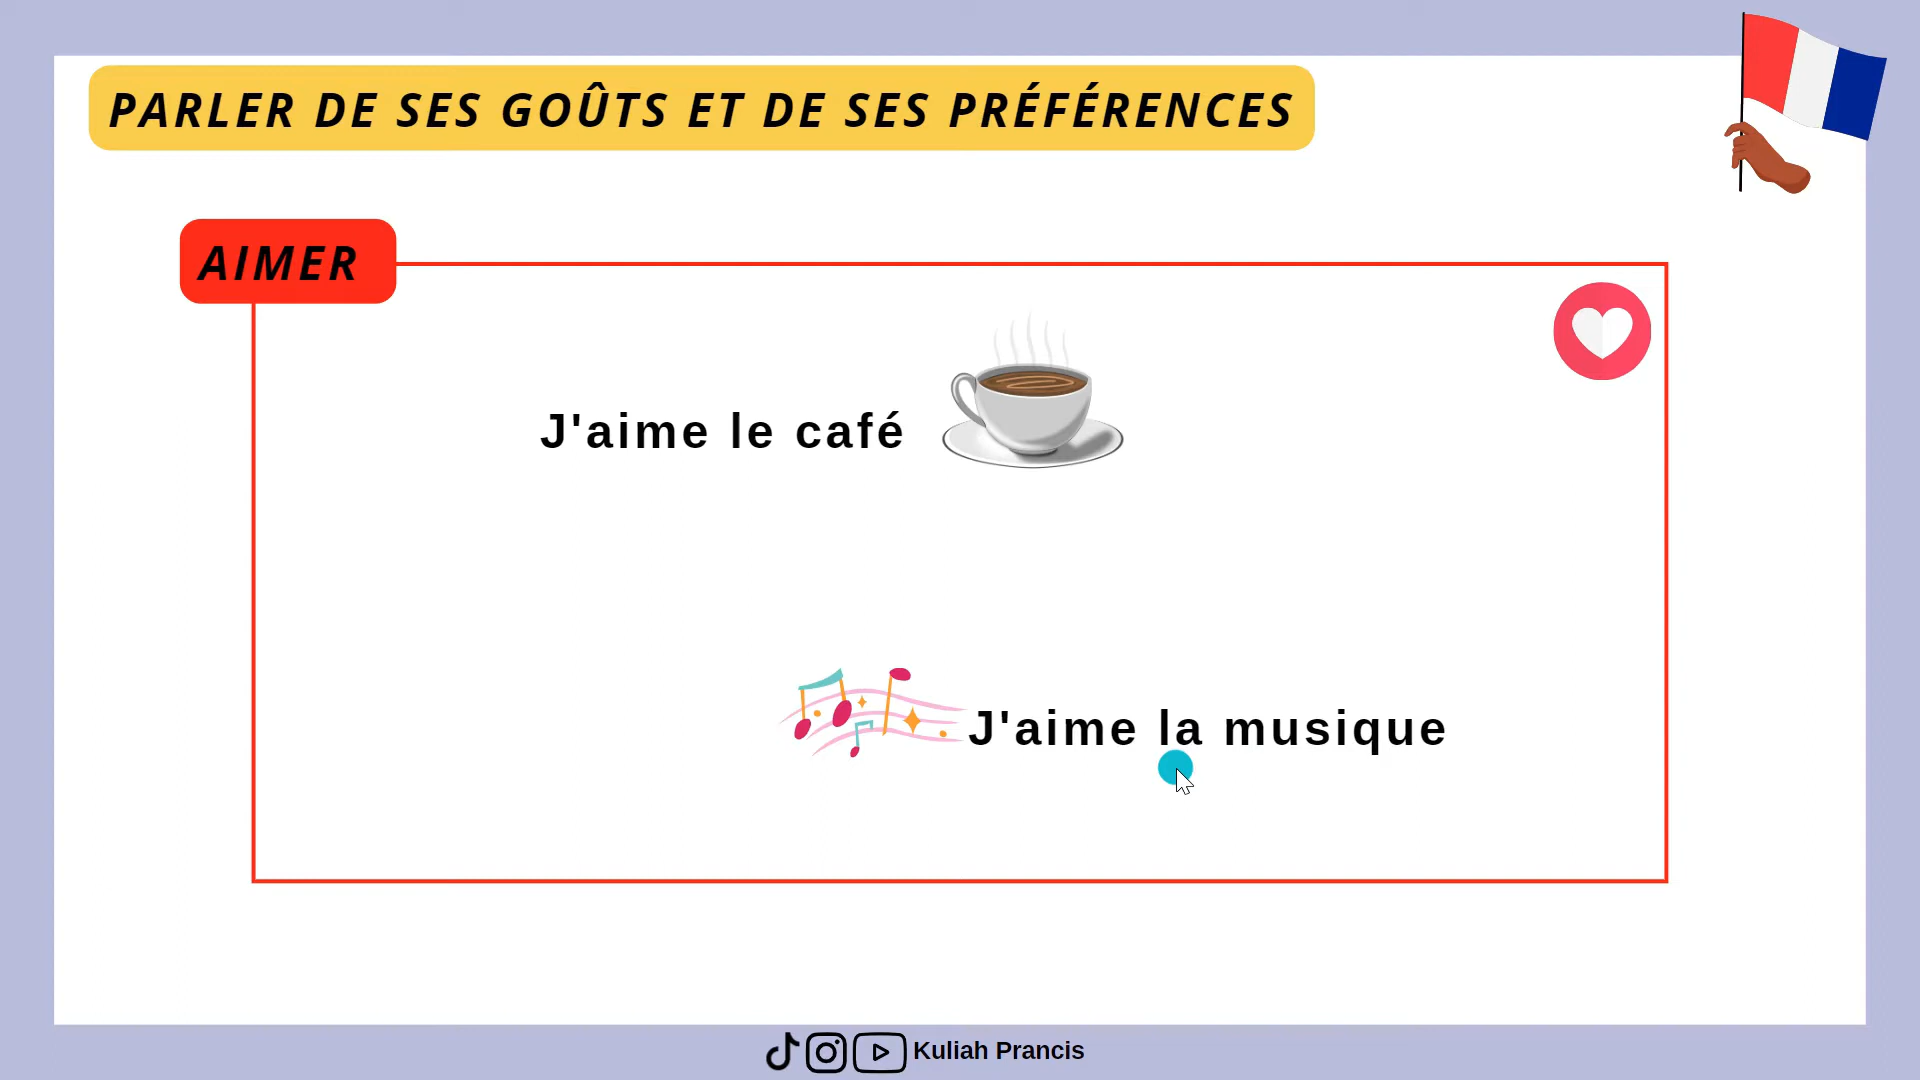 PARLER DE SES GOÛTS ET DE SES PRÉFÉRENCES
AIMER
J'aime le café
J'aime la musique
Kuliah Prancis